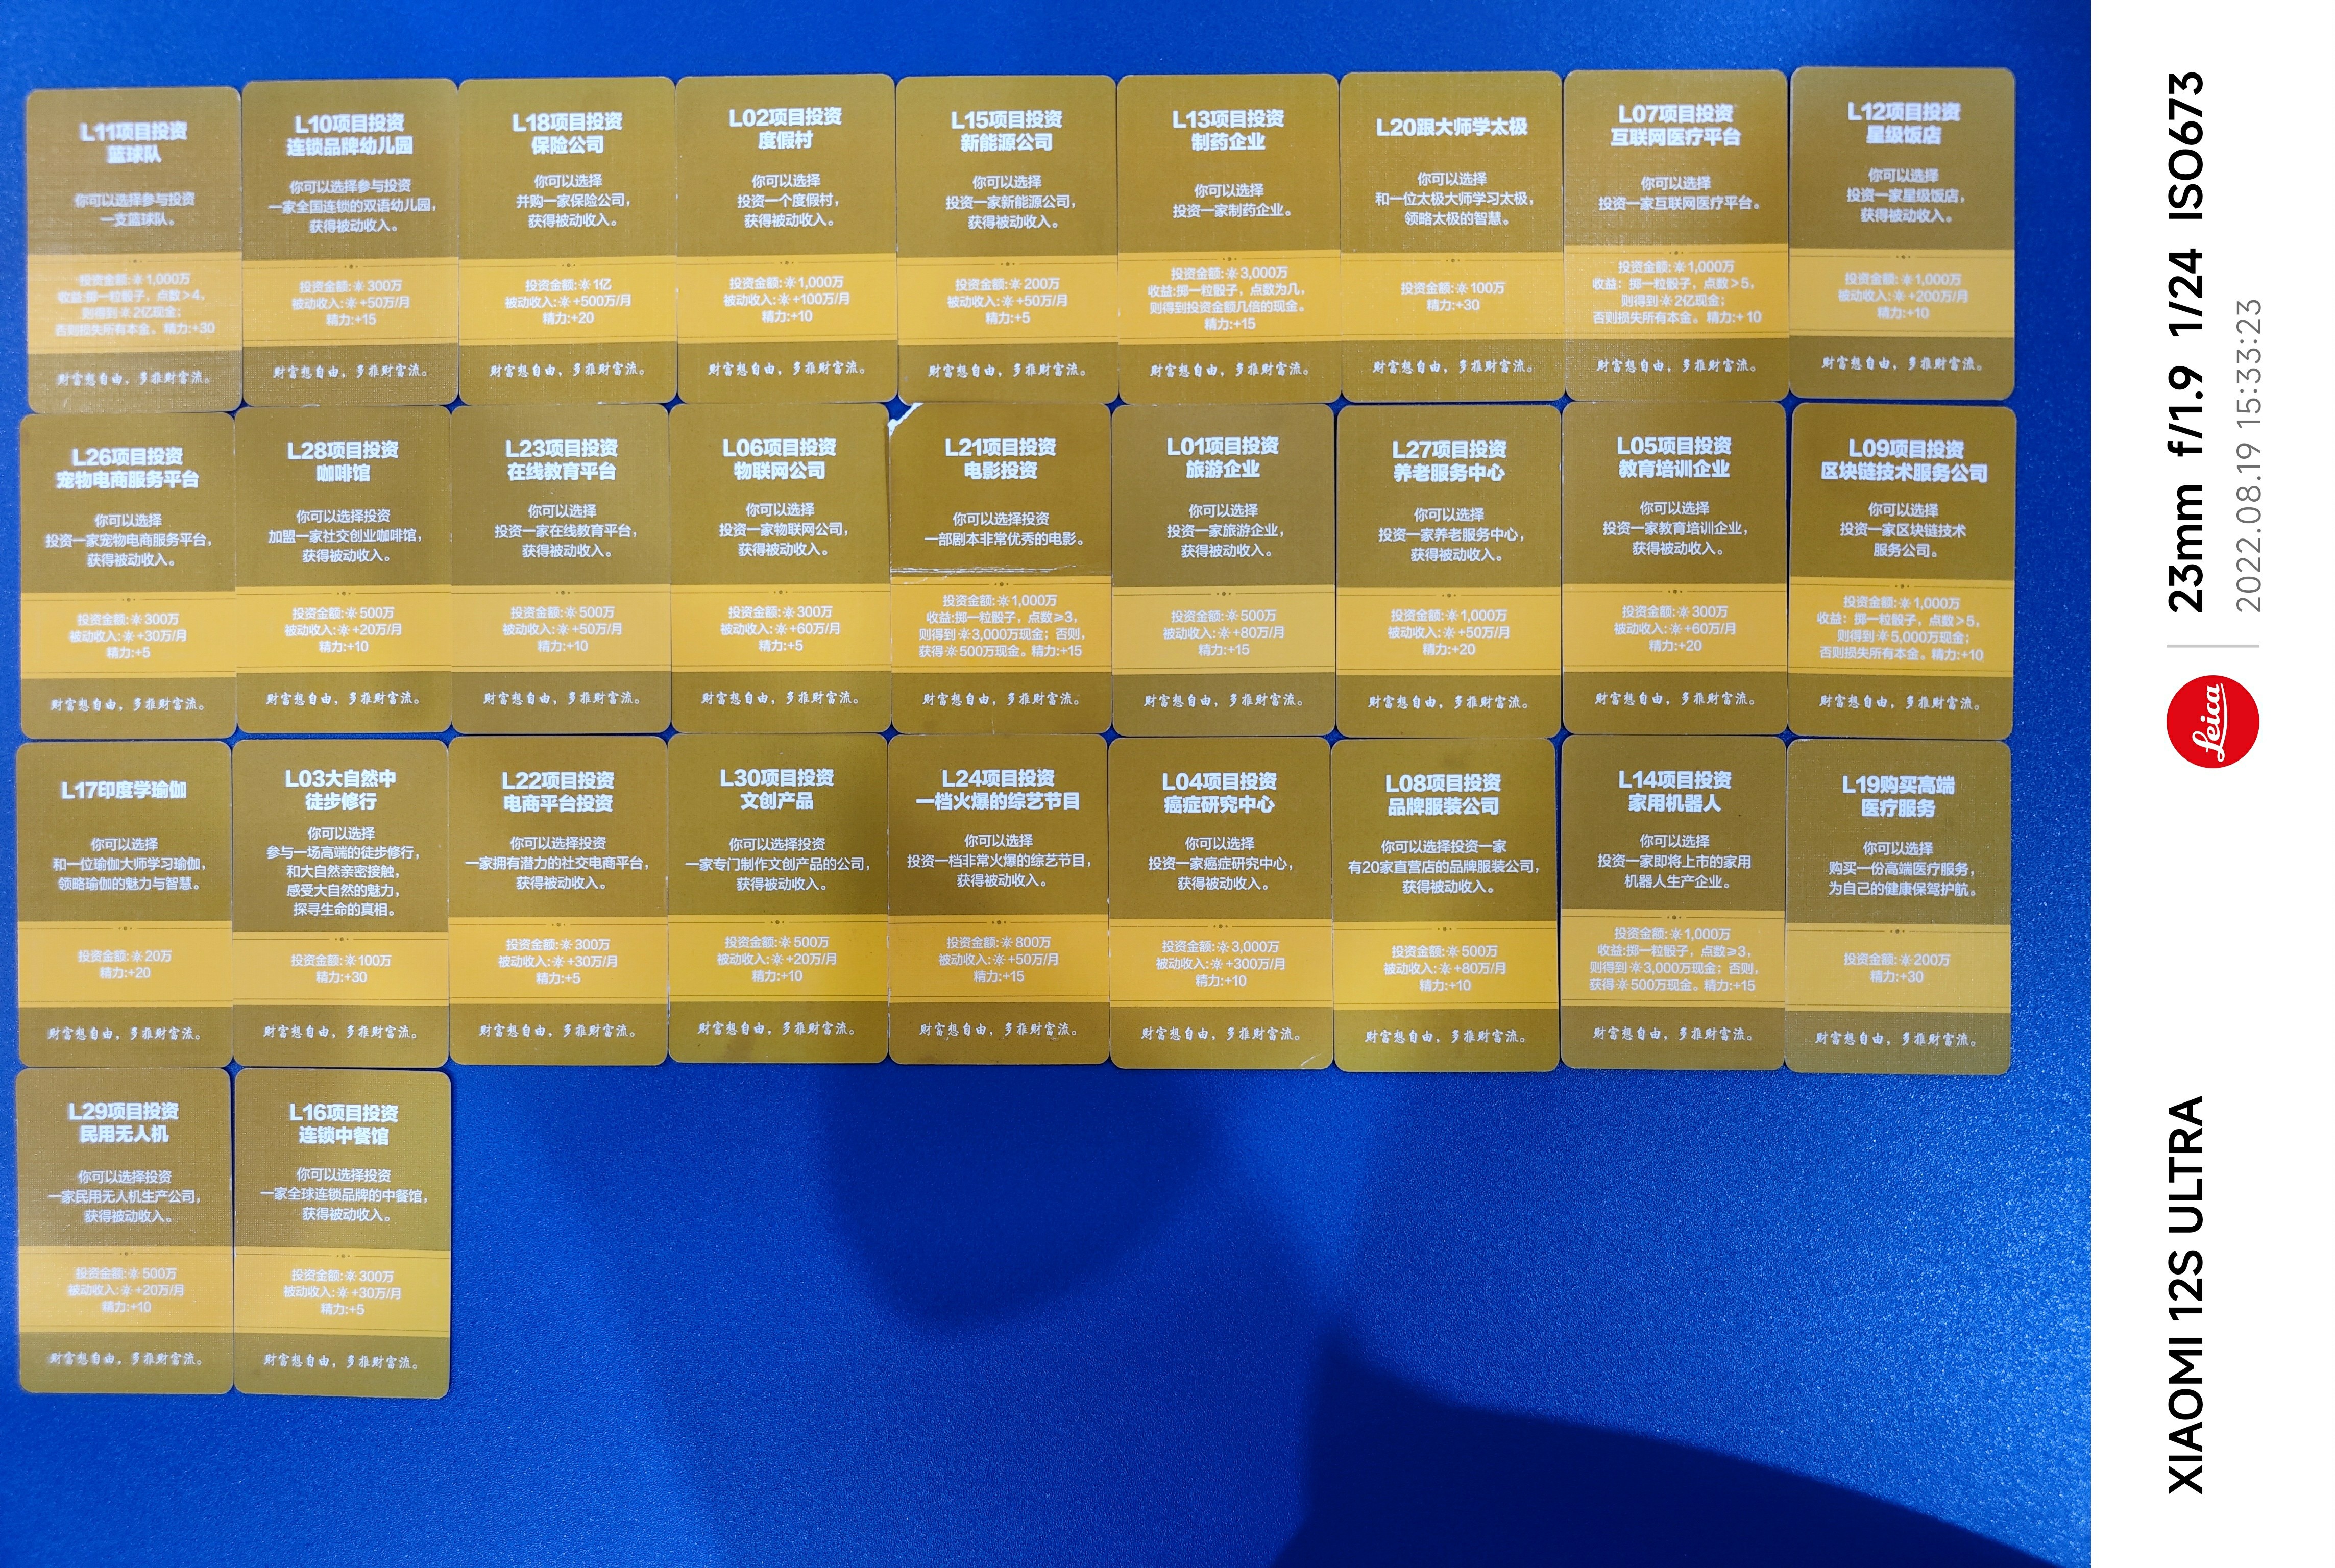 L11项目投资
篮球队
你可以选择参与投资
一支篮球队。
投资金额:☀1,000万
收益:掷一粒骰子，点数>4，
则得到☀2亿现金；
否则损失所有本金。精力:+30
财富想自由，多推财富流。
L10项目投资
连锁品牌幼儿园
你可以选择参与投资
一家全国连锁的双语幼儿园，
获得被动收入。
投资金额:☀300万
被动收入:☀+50万/月
精力:+15
财富想自由，多推财富流。
L18项目投资
保险公司
你可以选择
并购一家保险公司，
获得被动收入。
投资金额:☀1亿
被动收入:☀+500万/月
精力:+20
财富想自由，多推财富流。
L02项目投资
度假村
你可以选择
投资一个度假村，
获得被动收入。
投资金额:☀1,000万
被动收入:☀+100万/月
精力:+10
财富想自由，多推财富流。
L15项目投资
新能源公司
你可以选择
投资一家新能源公司，
获得被动收入。
投资金额:☀200万
被动收入:☀+50万/月
精力:+5
财富想自由，多推财富流。
L13项目投资
制药企业
你可以选择
投资一家制药企业。
投资金额:☀3,000万
收益:掷一粒骰子，点数为几，
则得到投资金额几倍的现金。
精力:+15
财富想自由，多推财富流。
L20跟大师学太极
你可以选择
和一位太极大师学习太极，
领略太极的智慧。
投资金额:☀100万
精力:+30
财富想自由，多推财富流。
L07项目投资
互联网医疗平台
你可以选择
投资一家互联网医疗平台。
投资金额:☀1,000万
收益：掷一粒骰子，点数>5，
则得到☀2亿现金；
否则损失所有本金。精力:+10
财富想自由，多推财富流。
L12项目投资
星级饭店
你可以选择
投资一家星级饭店，
获得被动收入。
投资金额:☀1,000万
被动收入:☀+200万/月
精力:+10
财富想自由，多推财富流。
L26项目投资
宠物电商服务平台
你可以选择
投资一家宠物电商服务平台，
获得被动收入。
投资金额:☀300万
被动收入:☀+30万/月
精力:+5
财富想自由，多推财富流。
L28项目投资
咖啡馆
你可以选择投资
加盟一家社交创业咖啡馆，
获得被动收入。
投资金额:☀500万
被动收入:☀+20万/月
精力:+10
财富想自由，多推财富流。
L23项目投资
在线教育平台
你可以选择
投资一家在线教育平台，
获得被动收入。
投资金额:☀500万
被动收入:☀+50万/月
精力:+10
财富想自由，多推财富流。
L06项目投资
物联网公司
你可以选择
投资一家物联网公司，
获得被动收入。
投资金额:☀300万
被动收入:☀+60万/月
精力:+5
财富想自由，多推财富流。
L21项目投资
电影投资
你可以选择投资
一部剧本非常优秀的电影。
投资金额:☀1,000万
收益:掷一粒骰子，点数≥3，
则得到☀3,000万现金；否则，
获得☀500万现金。精力:+15
财富想自由，多推财富流。
L01项目投资
旅游企业
你可以选择
投资一家旅游企业，
获得被动收入。
投资金额:☀500万
被动收入:☀+80万/月
精力:+15
财富想自由，多推财富流。
L27项目投资
养老服务中心
你可以选择
投资一家养老服务中心，
获得被动收入。
投资金额:☀1,000万
被动收入:☀+50万/月
精力:+20
财富想自由，多推财富流。
L05项目投资
教育培训企业
你可以选择
投资一家教育培训企业，
获得被动收入。
投资金额:☀300万
被动收入:☀+60万/月
精力:+20
财富想自由，多推财富流。
L09项目投资
区块链技术服务公司
你可以选择
投资一家区块链技术
服务公司。
投资金额:☀1,000万
收益：掷一粒骰子，点数>5，
则得到☀5,000万现金；
否则损失所有本金。精力:+10
财富想自由，多推财富流。
L17印度学瑜伽
你可以选择
和一位瑜伽大师学习瑜伽，
领略瑜伽的魅力与智慧。
投资金额:☀20万
精力:+20
财富想自由，多推财富流。
L03大自然中
徒步修行
你可以选择
参与一场高端的徒步修行，
和大自然亲密接触，
感受大自然的魅力，
探寻生命的真相。
投资金额:☀100万
精力:+30
财富想自由，多推财富流。
L22项目投资
电商平台投资
你可以选择投资
一家拥有潜力的社交电商平台，
获得被动收入。
投资金额:☀300万
被动收入:☀+30万/月
精力:+5
财富想自由，多推财富流。
L30项目投资
文创产品
你可以选择投资
一家专门制作文创产品的公司，
获得被动收入。
投资金额:☀500万
被动收入:☀+20万/月
精力:+10
财富想自由，多推财富流。
L24项目投资
一档火爆的综艺节目
你可以选择
投资一档非常火爆的综艺节目，
获得被动收入。
投资金额:☀800万
被动收入:☀+50万/月
精力:+15
财富想自由，多推财富流。
L04项目投资
癌症研究中心
你可以选择
投资一家癌症研究中心，
获得被动收入。
投资金额:☀3,000万
被动收入:☀+300万/月
精力:+10
财富想自由，多推财富流。
L08项目投资
品牌服装公司
你可以选择投资一家
有20家直营店的品牌服装公司，
获得被动收入。
投资金额:☀500万
被动收入:☀+80万/月
精力:+10
财富想自由，多推财富流。
L14项目投资
家用机器人
你可以选择
投资一家即将上市的家用
机器人生产企业。
投资金额:☀1,000万
收益:掷一粒骰子，点数≥3，
则得到☀3,000万现金；否则，
获得☀500万现金。精力:+15
财富想自由，多推财富流。
L19购买高端
医疗服务
你可以选择
购买一份高端医疗服务，
为自己的健康保驾护航。
投资金额:☀200万
精力:+30
财富想自由，多推财富流。
L29项目投资
民用无人机
你可以选择投资
一家民用无人机生产公司，
获得被动收入。
投资金额:☀500万
被动收入:☀+20万/月
精力:+10
财富想自由，多推财富流。
L16项目投资
连锁中餐馆
你可以选择投资
一家全球连锁品牌的中餐馆，
获得被动收入。
投资金额:☀300万
被动收入:☀+30万/月
精力:+5
财富想自由，多推财富流。
XIAOMI 12S ULTRA
Leica
23mm f/1.9 1/24 ISO673
2022.08.19 15:33:23